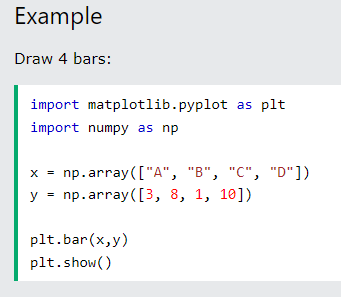 Example
Draw 4 bars:
import matplotlib.pyplot as plt
import numpy as np
x = np.array(["A", "B", "C", "D"])
y = np.array([3, 8, 1, 10])
plt.bar(x,y)
plt.show()